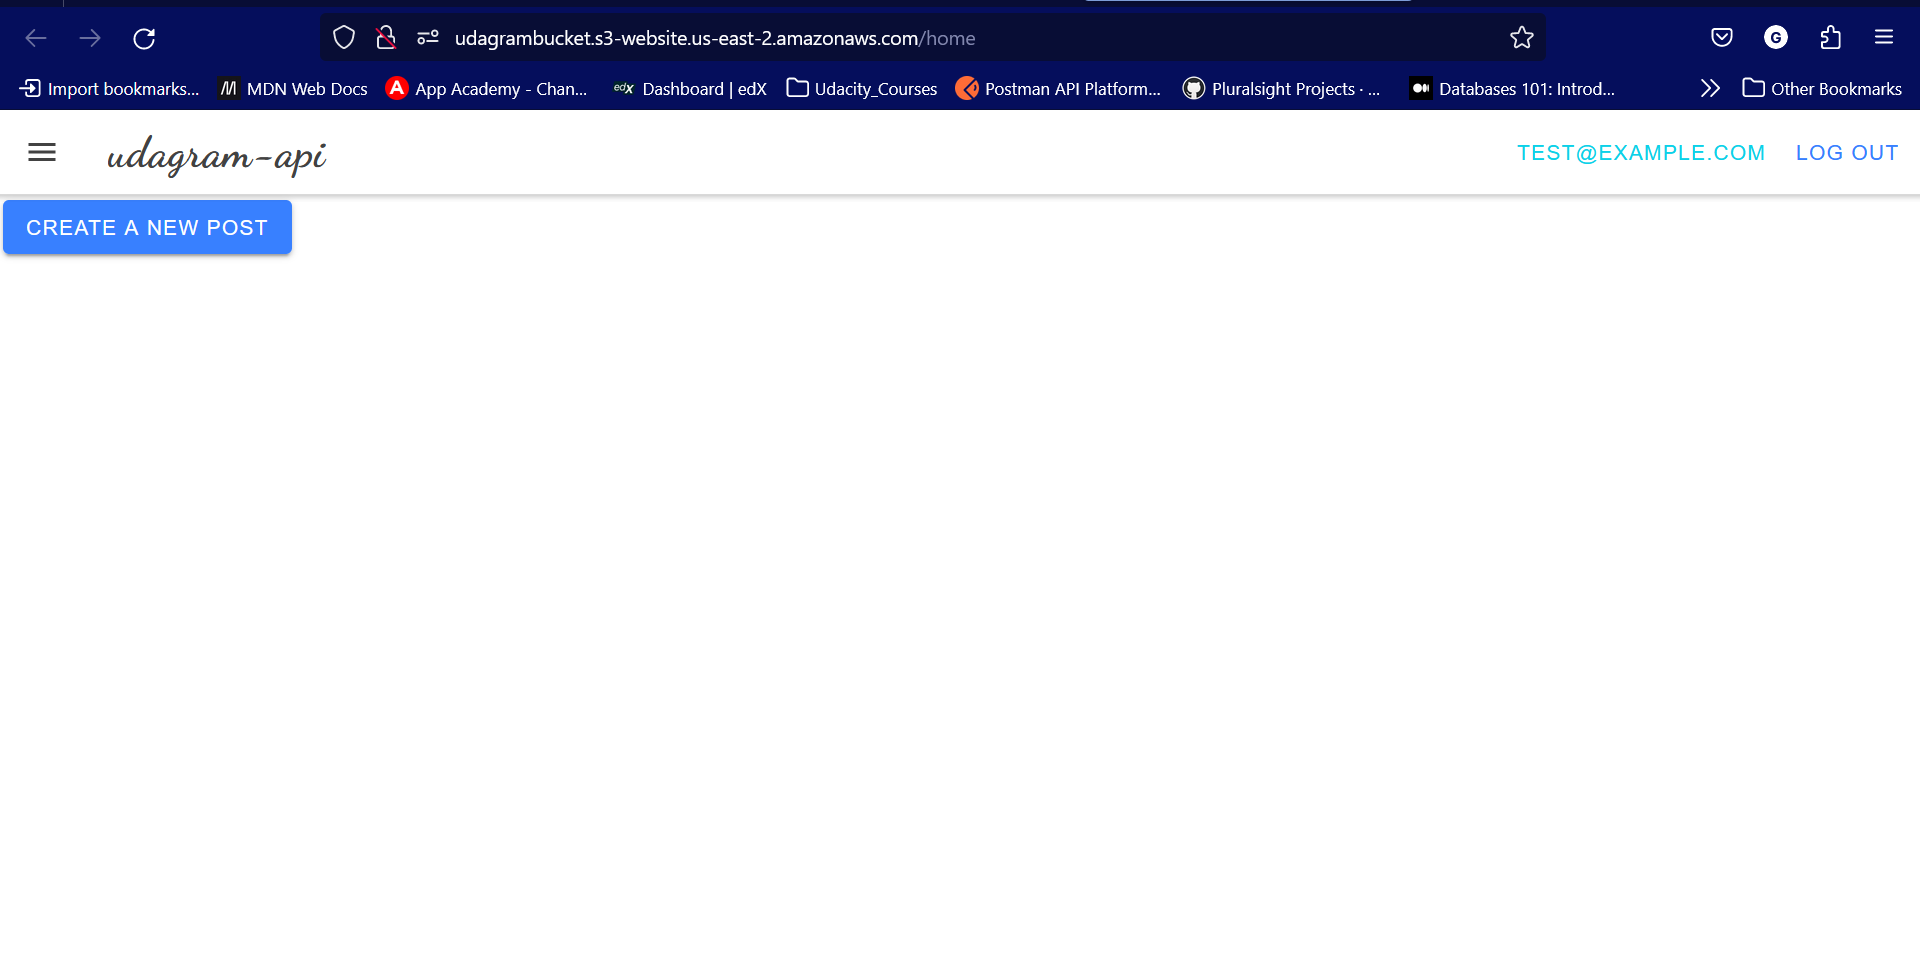 udagrambucket.s3-website.us-east-2.amazonaws.com/home
G
Import bookmarks... MDN Web Docs A App Academy - Chan... edX Dashboard | edX Udacity_Courses Postman API Platform... Pluralsight Projects · ... Databases 101: Introd... Other Bookmarks
udagram-api TEST@EXAMPLE.COM LOG OUT
CREATE A NEW POST